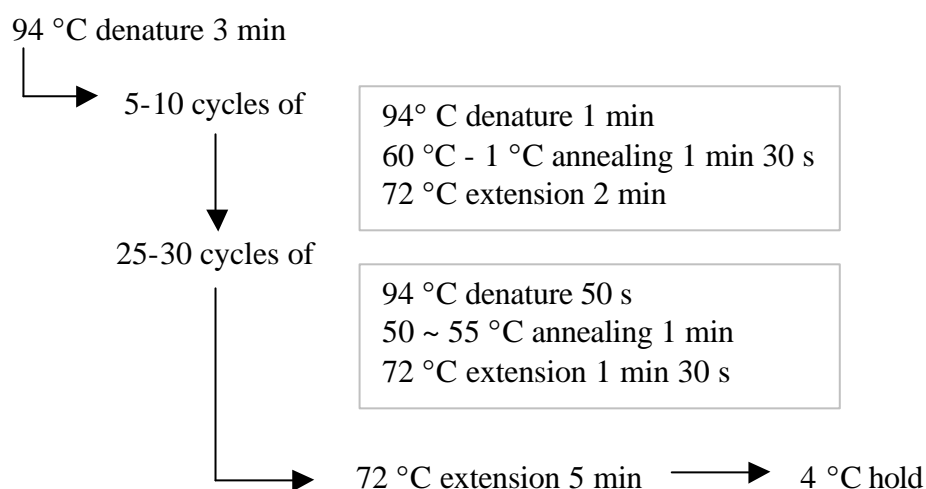 94 °C denature 3 min
5-10 cycles of
94° C denature 1 min
60 °C - 1 °C annealing 1 min 30 s
72 °C extension 2 min
25-30 cycles of
94 °C denature 50 s
50 ~ 55 °C annealing 1 min
72 °C extension 1 min 30 s
72 °C extension 5 min
4 °C hold